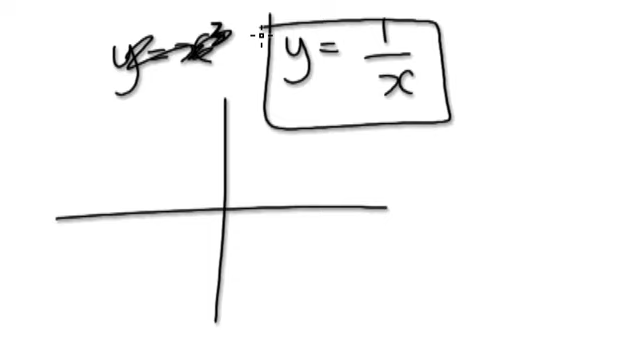 y = 1/x